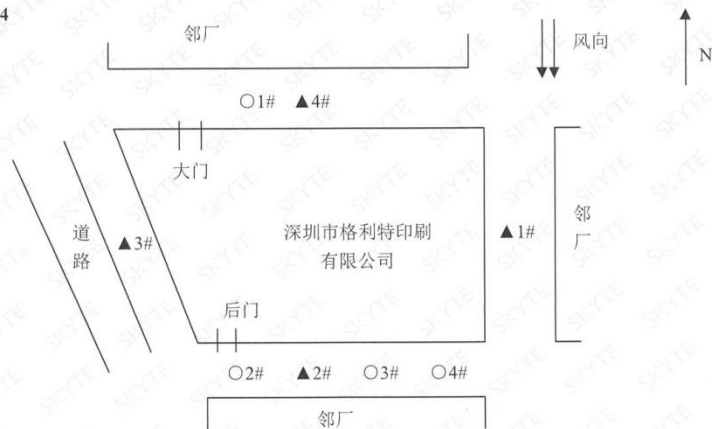 4
邻厂
风向
N
○1# ▲4#
大门
道路
▲3#
深圳市格利特印刷
有限公司
▲1#
邻厂
后门
○2# ▲2# ○3# ○4#
邻厂
SKYTE